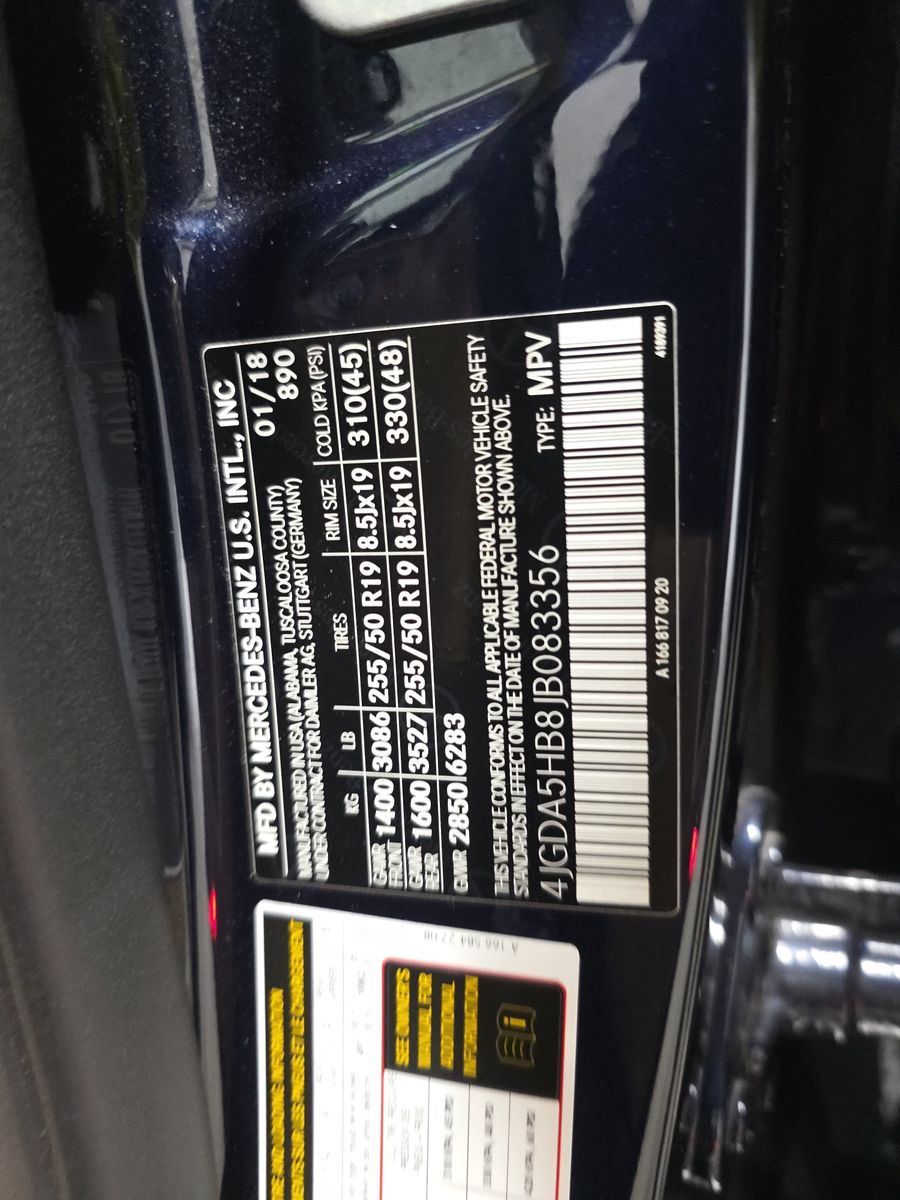 MFD BY MERCEDES-BENZ U.S. INTL., INC
MANUFACTURED IN USA (ALABAMA, TUSCALOOSA COUNTY) 01/18
UNDER CONTRACT FOR DAIMLER AG, STUTTGART (GERMANY) 890
KG LB TIRES RIM SIZE COLD KPA (PSI)
GAWR FRONT 1400 3086 255/50 R19 8.5Jx19 310(45)
GAWR REAR 1600 3527 255/50 R19 8.5Jx19 330(48)
GVWR 2850 6283
THIS VEHICLE CONFORMS TO ALL APPLICABLE FEDERAL MOTOR VEHICLE SAFETY
STANDARDS IN EFFECT ON THE DATE OF MANUFACTURE SHOWN ABOVE.
4JGDA5HB8JB083356 TYPE: MPV
A 166 817 09 20
A 166 584 22 08
SEE OWNER'S
MANUAL FOR
ADDITIONAL
INFORMATION